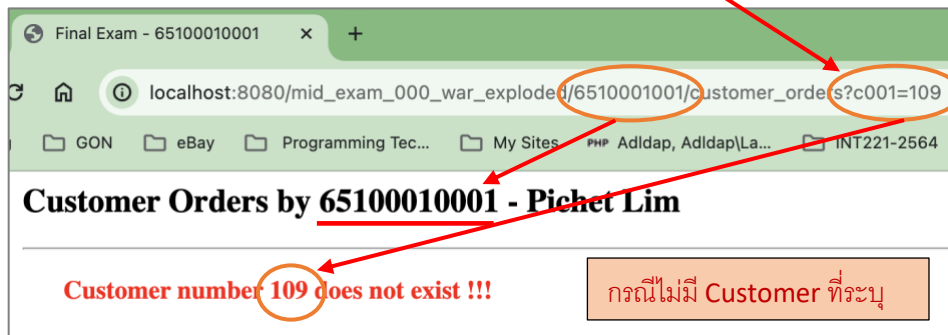 Final Exam - 65100010001
localhost:8080/mid_exam_000_war_exploded/6510001001/customer_orders?c001=109
GON eBay Programming Tec... My Sites PHP Adldap, Adldap\La... INT221-2564
Customer Orders by 65100010001 - Pichet Lim
Customer number 109 does not exist !!!
กรณีไม่มี Customer ที่ระบุ